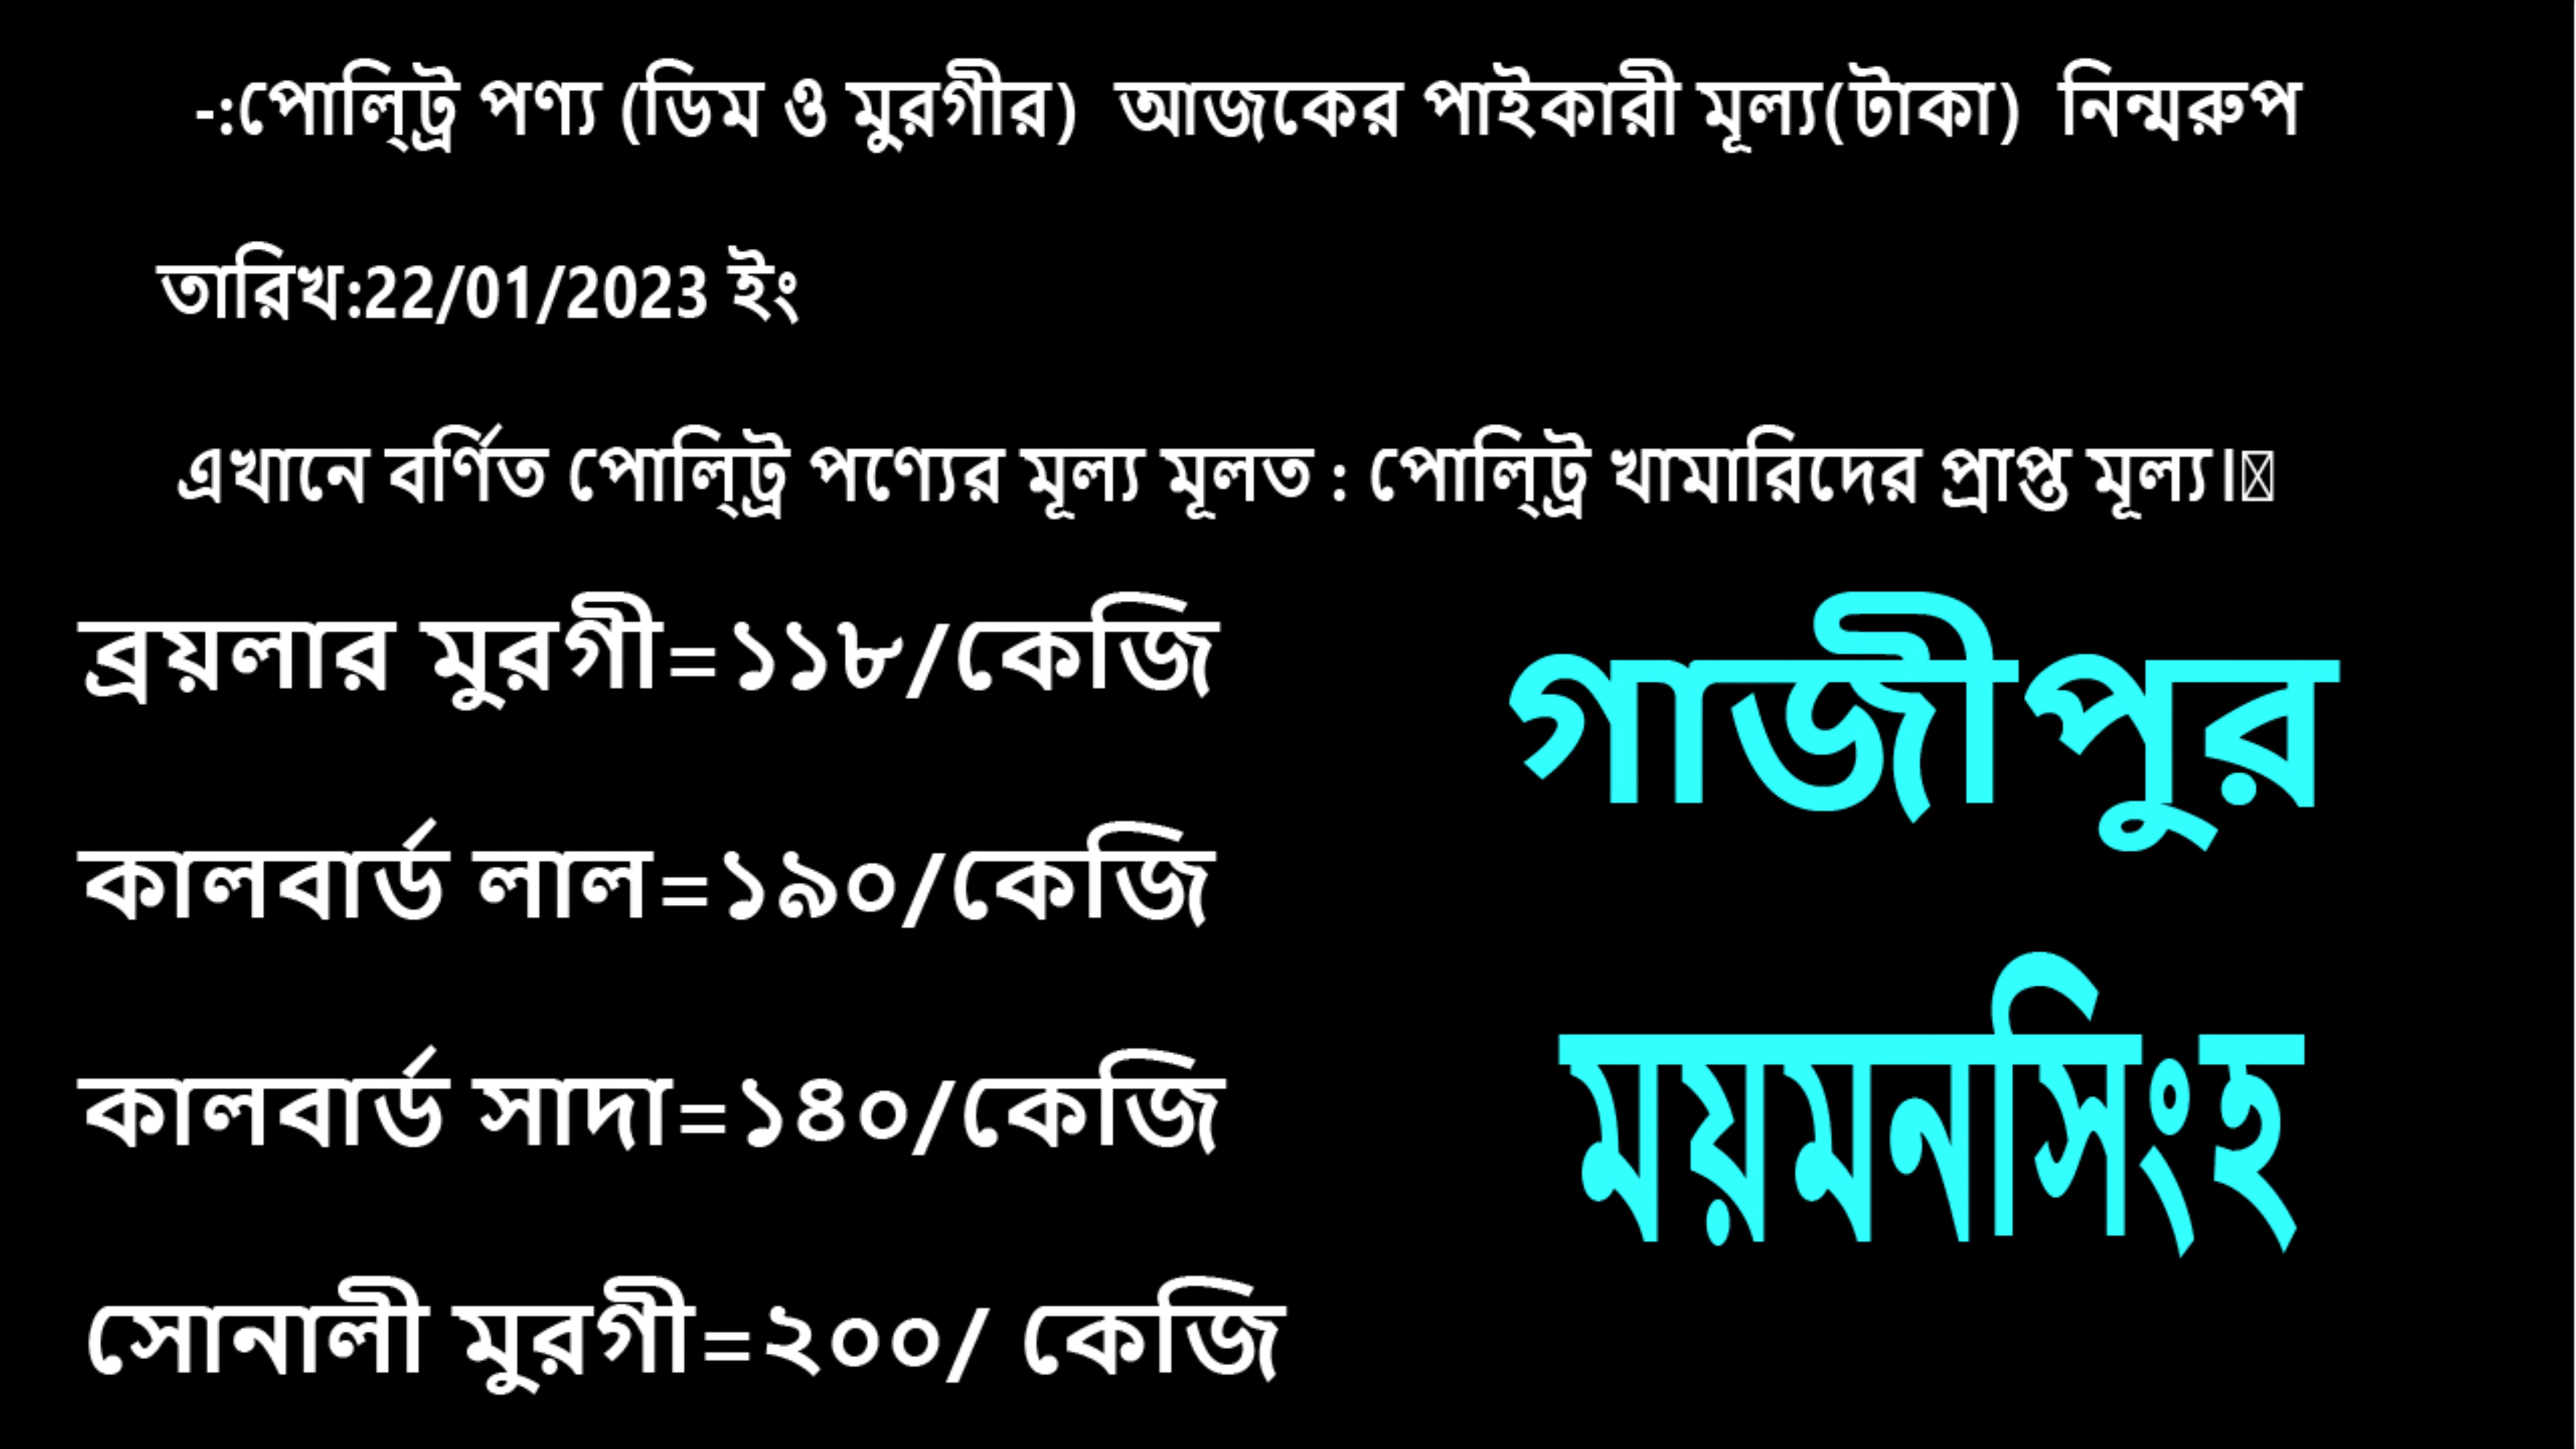 -:পোল্ট্রি পণ্য (ডিম ও মুরগীর) আজকের পাইকারী মূল্য(টাকা) নিন্মরুপ
তারিখ:22/01/2023 ইং
এখানে বর্ণিত পোল্ট্রি পণ্যের মূল্য মূলত : পোল্ট্রি খামারিদের প্রাপ্ত মূল্য।
ব্রয়লার মুরগী=১১৮/কেজি
কালবার্ড লাল=১৯০/কেজি
কালবার্ড সাদা=১৪০/কেজি
সোনালী মুরগী=২০০/ কেজি
গাজীপুর
ময়মনসিংহ